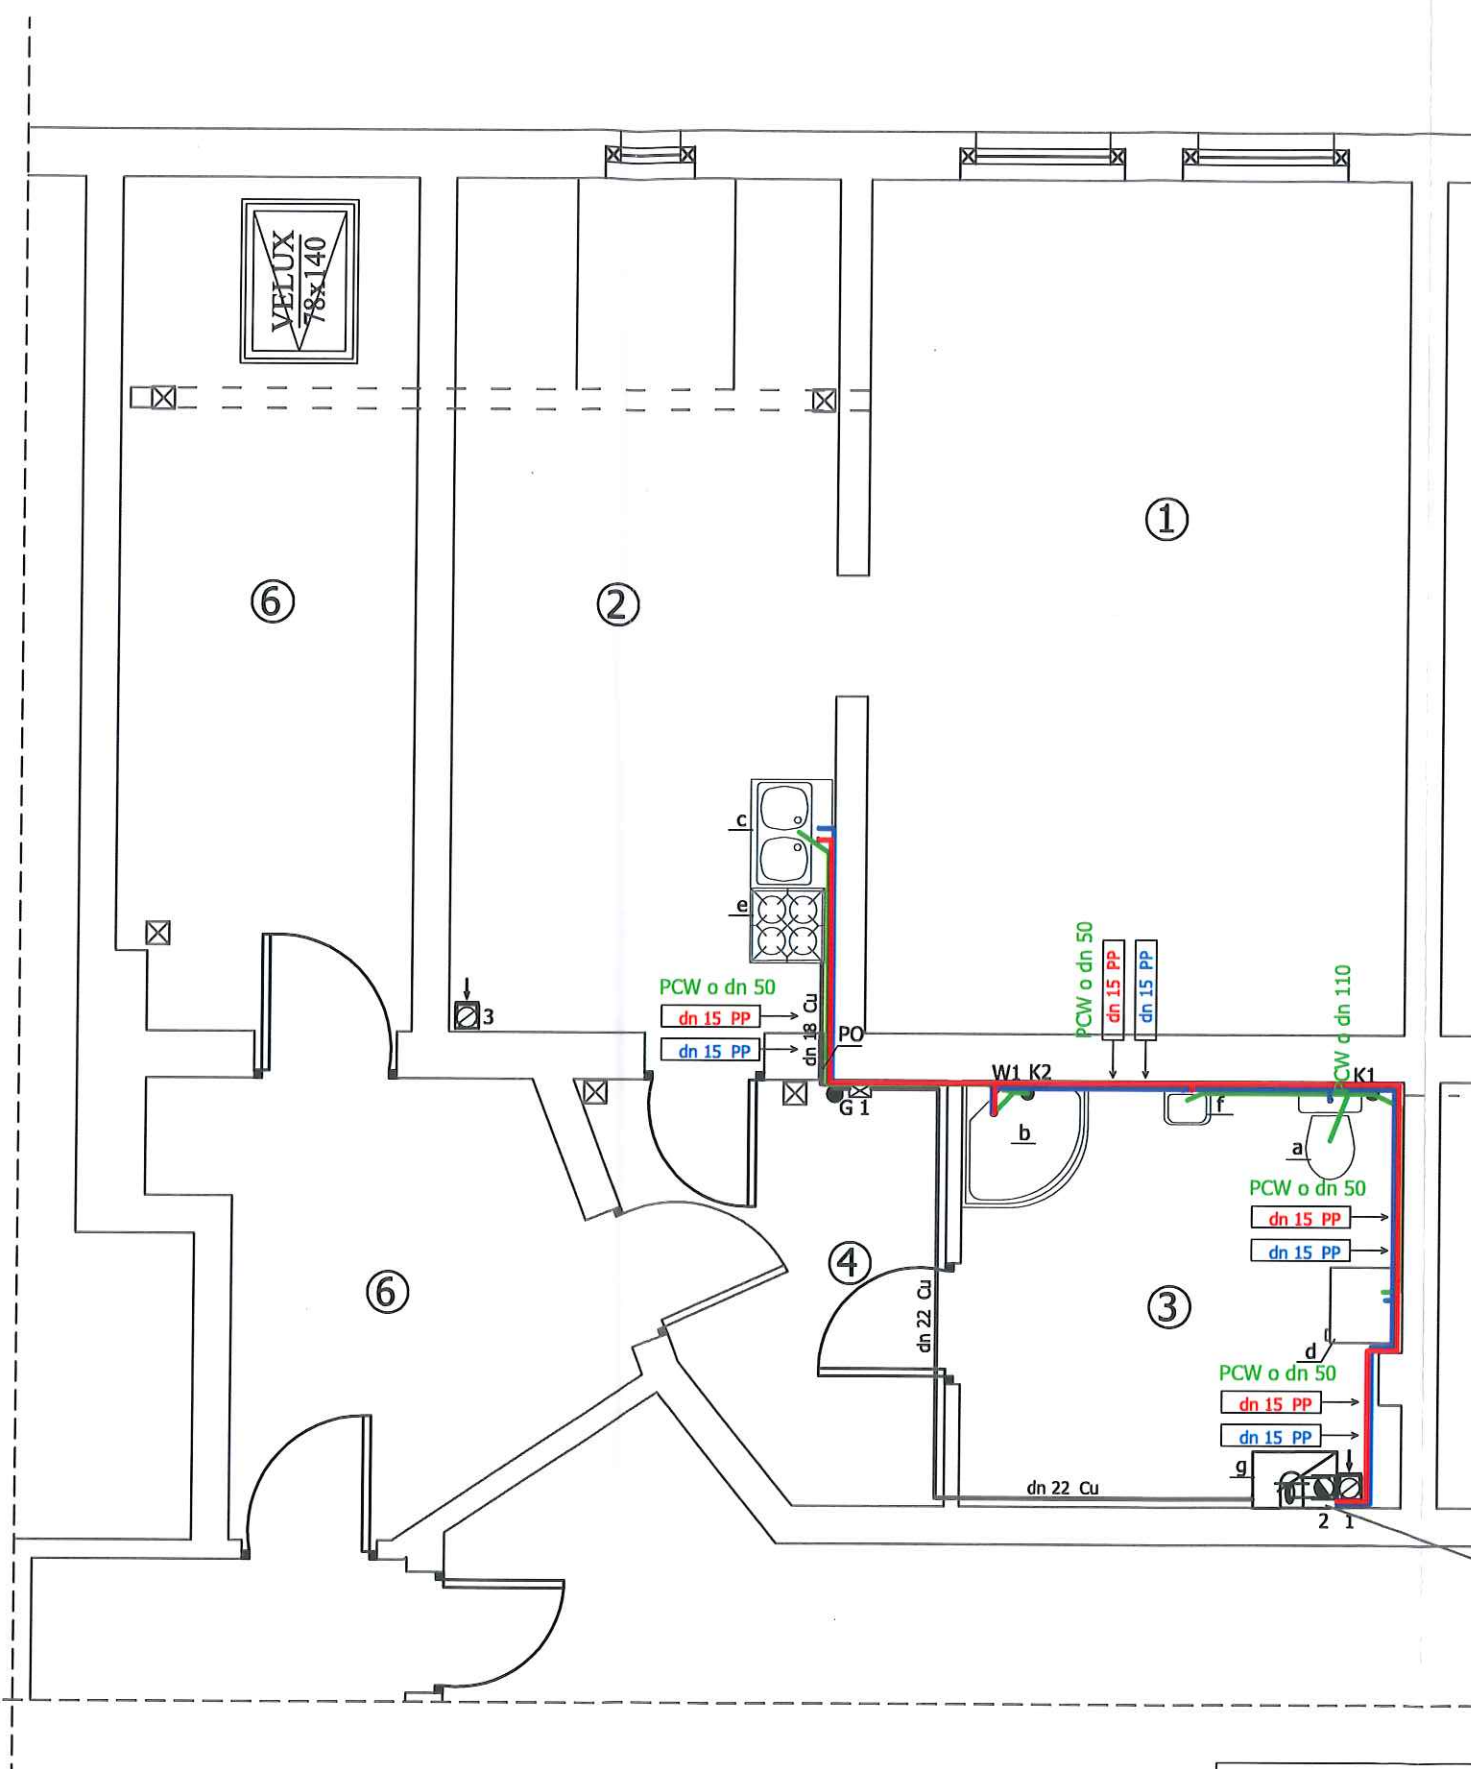 VELUX
78x140
1
6
2
c
e
PCW o dn 50
dn 15 PP
dn 15 PP
3
dn 18 Cu
PO
PCW o dn 50
dn 15 PP
dn 15 PP
PCW o dn 110
W1 K2
K1
G 1
b
f
a
PCW o dn 50
dn 15 PP
dn 15 PP
4
6
3
dn 22 Cu
d
PCW o dn 50
dn 15 PP
dn 15 PP
g
dn 22 Cu
2 1